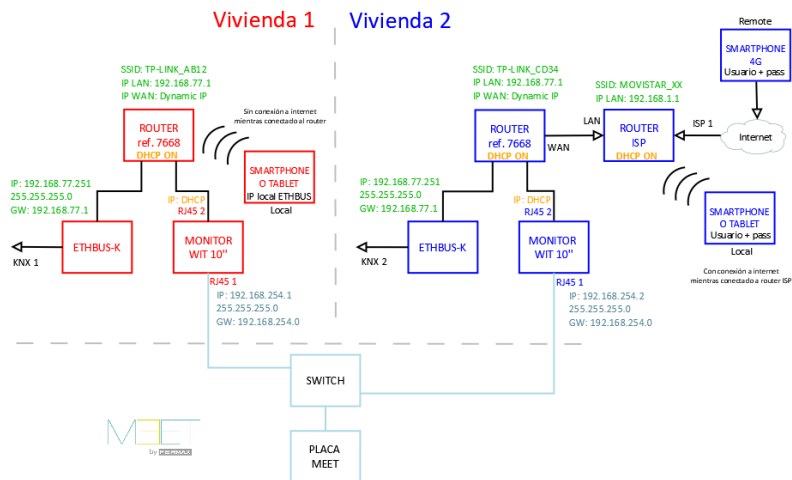 Vivienda 1
Vivienda 2
Remote
SMARTPHONE
4G
Usuario + pass
SSID: TP-LINK_AB12
IP LAN: 192.168.77.1
IP WAN: Dynamic IP
SSID: TP-LINK_CD34
IP LAN: 192.168.77.1
IP WAN: Dynamic IP
SSID: MOVISTAR_XX
IP LAN: 192.168.1.1
Sin conexión a internet
mientras conectado al router
ROUTER
ref. 7668
DHCP ON
ROUTER
ref. 7668
DHCP ON
LAN
WAN
ROUTER
ISP
DHCP ON
ISP 1
Internet
SMARTPHONE
O TABLET
IP local ETHBUS
Local
IP: 192.168.77.251
255.255.255.0
GW: 192.168.77.1
IP: DHCP
RJ45 2
IP: 192.168.77.251
255.255.255.0
GW: 192.168.77.1
IP: DHCP
RJ45 2
SMARTPHONE
O TABLET
Usuario + pass
Local
ETHBUS-K
KNX 1
MONITOR
WIT 10"
ETHBUS-K
KNX 2
MONITOR
WIT 10"
Con conexión a internet
mientras conectado a router ISP
RJ45 1
IP: 192.168.254.1
255.255.255.0
GW: 192.168.254.0
RJ45 1
IP: 192.168.254.2
255.255.255.0
GW: 192.168.254.0
SWITCH
MEET
by FERMAX
PLACA
MEET